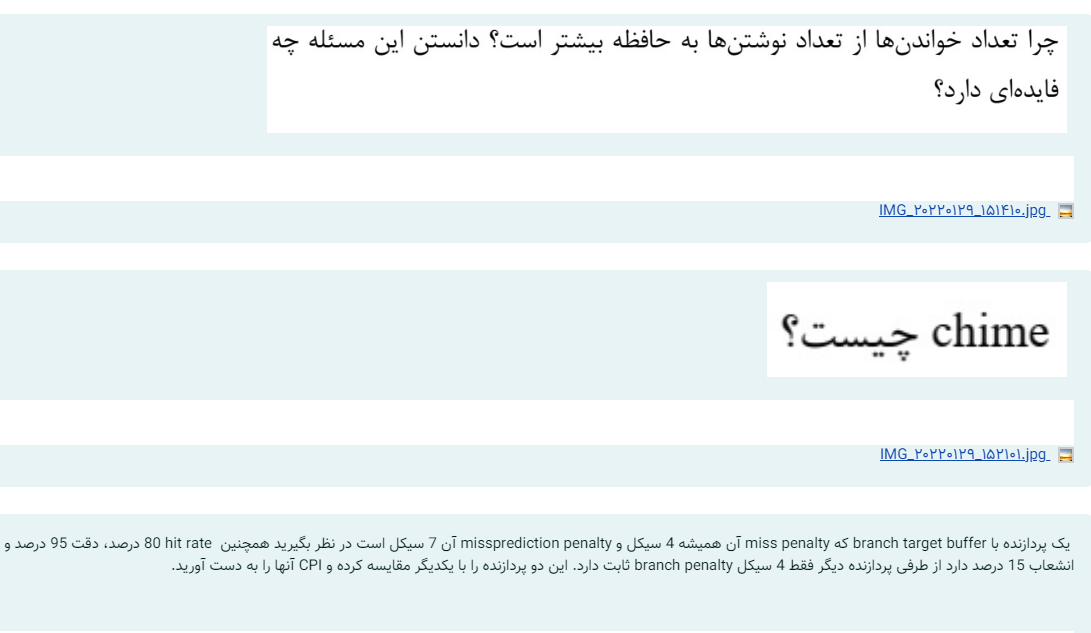 چرا تعداد خواندن‌ها از تعداد نوشتن‌ها به حافظه بیشتر است؟ دانستن این مسئله چه
فایده‌ای دارد؟
IMG_۲۰۲۲۰۱۲۹_۱۵۱۴۱۰.jpg
chime چیست؟
IMG_۲۰۲۲۰۱۲۹_۱۵۲۱۰۱.jpg
یک پردازنده با branch target buffer که miss penalty آن همیشه 4 سیکل و missprediction penalty آن 7 سیکل است در نظر بگیرید همچنین hit rate 80 درصد، دقت 95 درصد و
انشعاب 15 درصد دارد از طرفی پردازنده دیگر فقط 4 سیکل branch penalty ثابت دارد. این دو پردازنده را با یکدیگر مقایسه کرده و CPI آنها را به دست آورید.